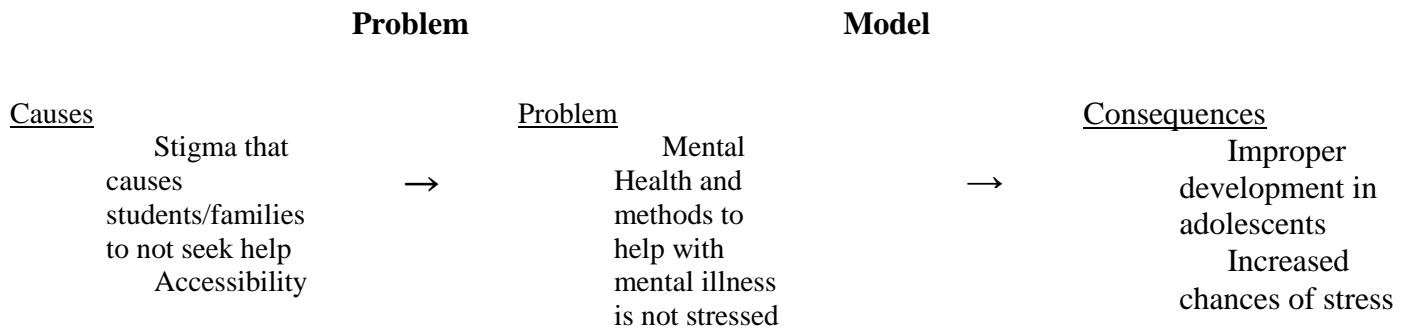 Problem Model
Causes
Stigma that
causes
students/families
to not seek help
Accessibility
→
Problem
Mental
Health and
methods to
help with
mental illness
is not stressed
→
Consequences
Improper
development in
adolescents
Increased
chances of stress